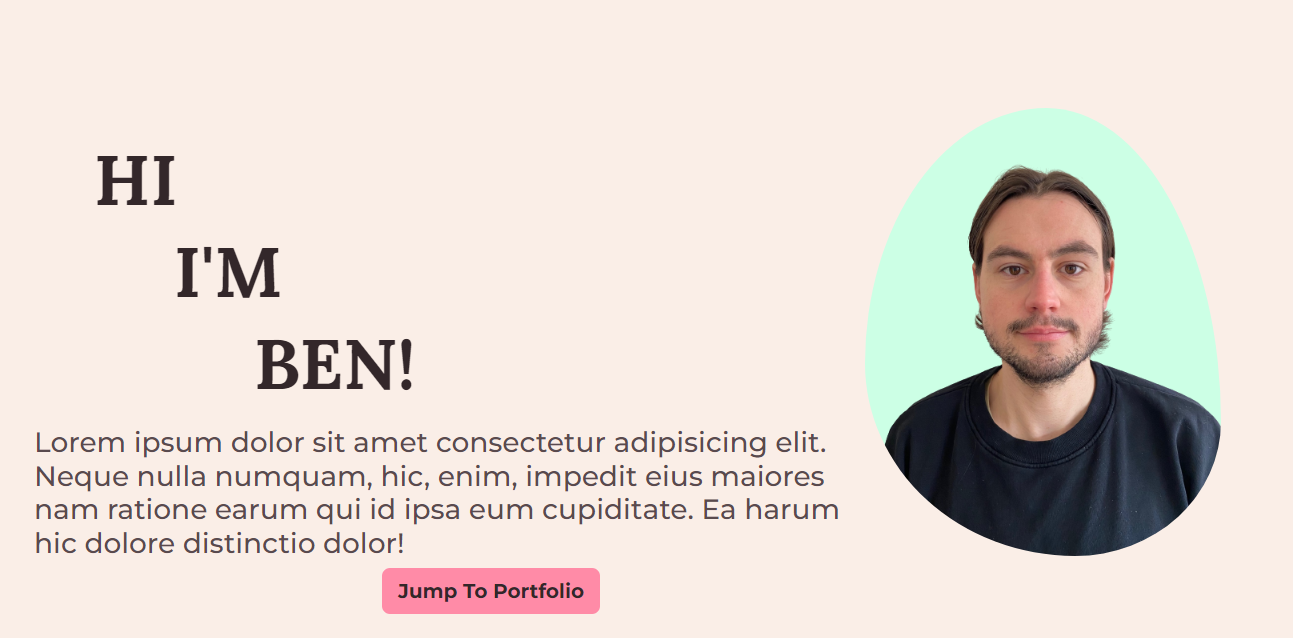 HI
I'M
BEN!
Lorem ipsum dolor sit amet consectetur adipisicing elit.
Neque nulla numquam, hic, enim, impedit eius maiores
nam ratione earum qui id ipsa eum cupiditate. Ea harum
hic dolore distinctio dolor!
Jump To Portfolio